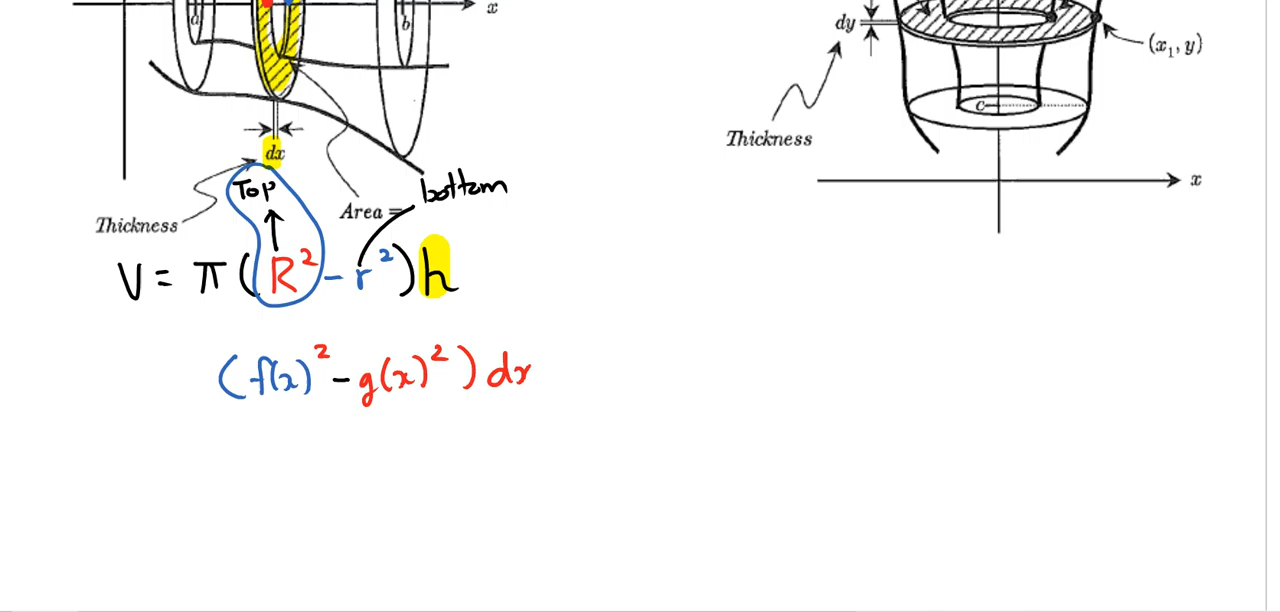 a
b
x
dx
Thickness
Top
Area =
bottom
V = π(R² - r²)h
(f(x)² - g(x)²) dx
dy
(x₁, y)
c
Thickness
x